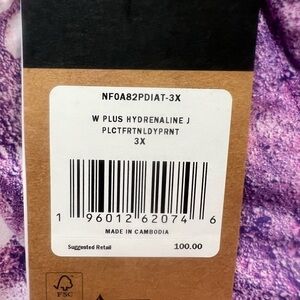 NF0A82PDIAT-3X
W PLUS HYDRENALINE J
PLCTFRTNLDYPRNT
3X
1 96012 62074 6
MADE IN CAMBODIA
Suggested Retail 100.00
FSC